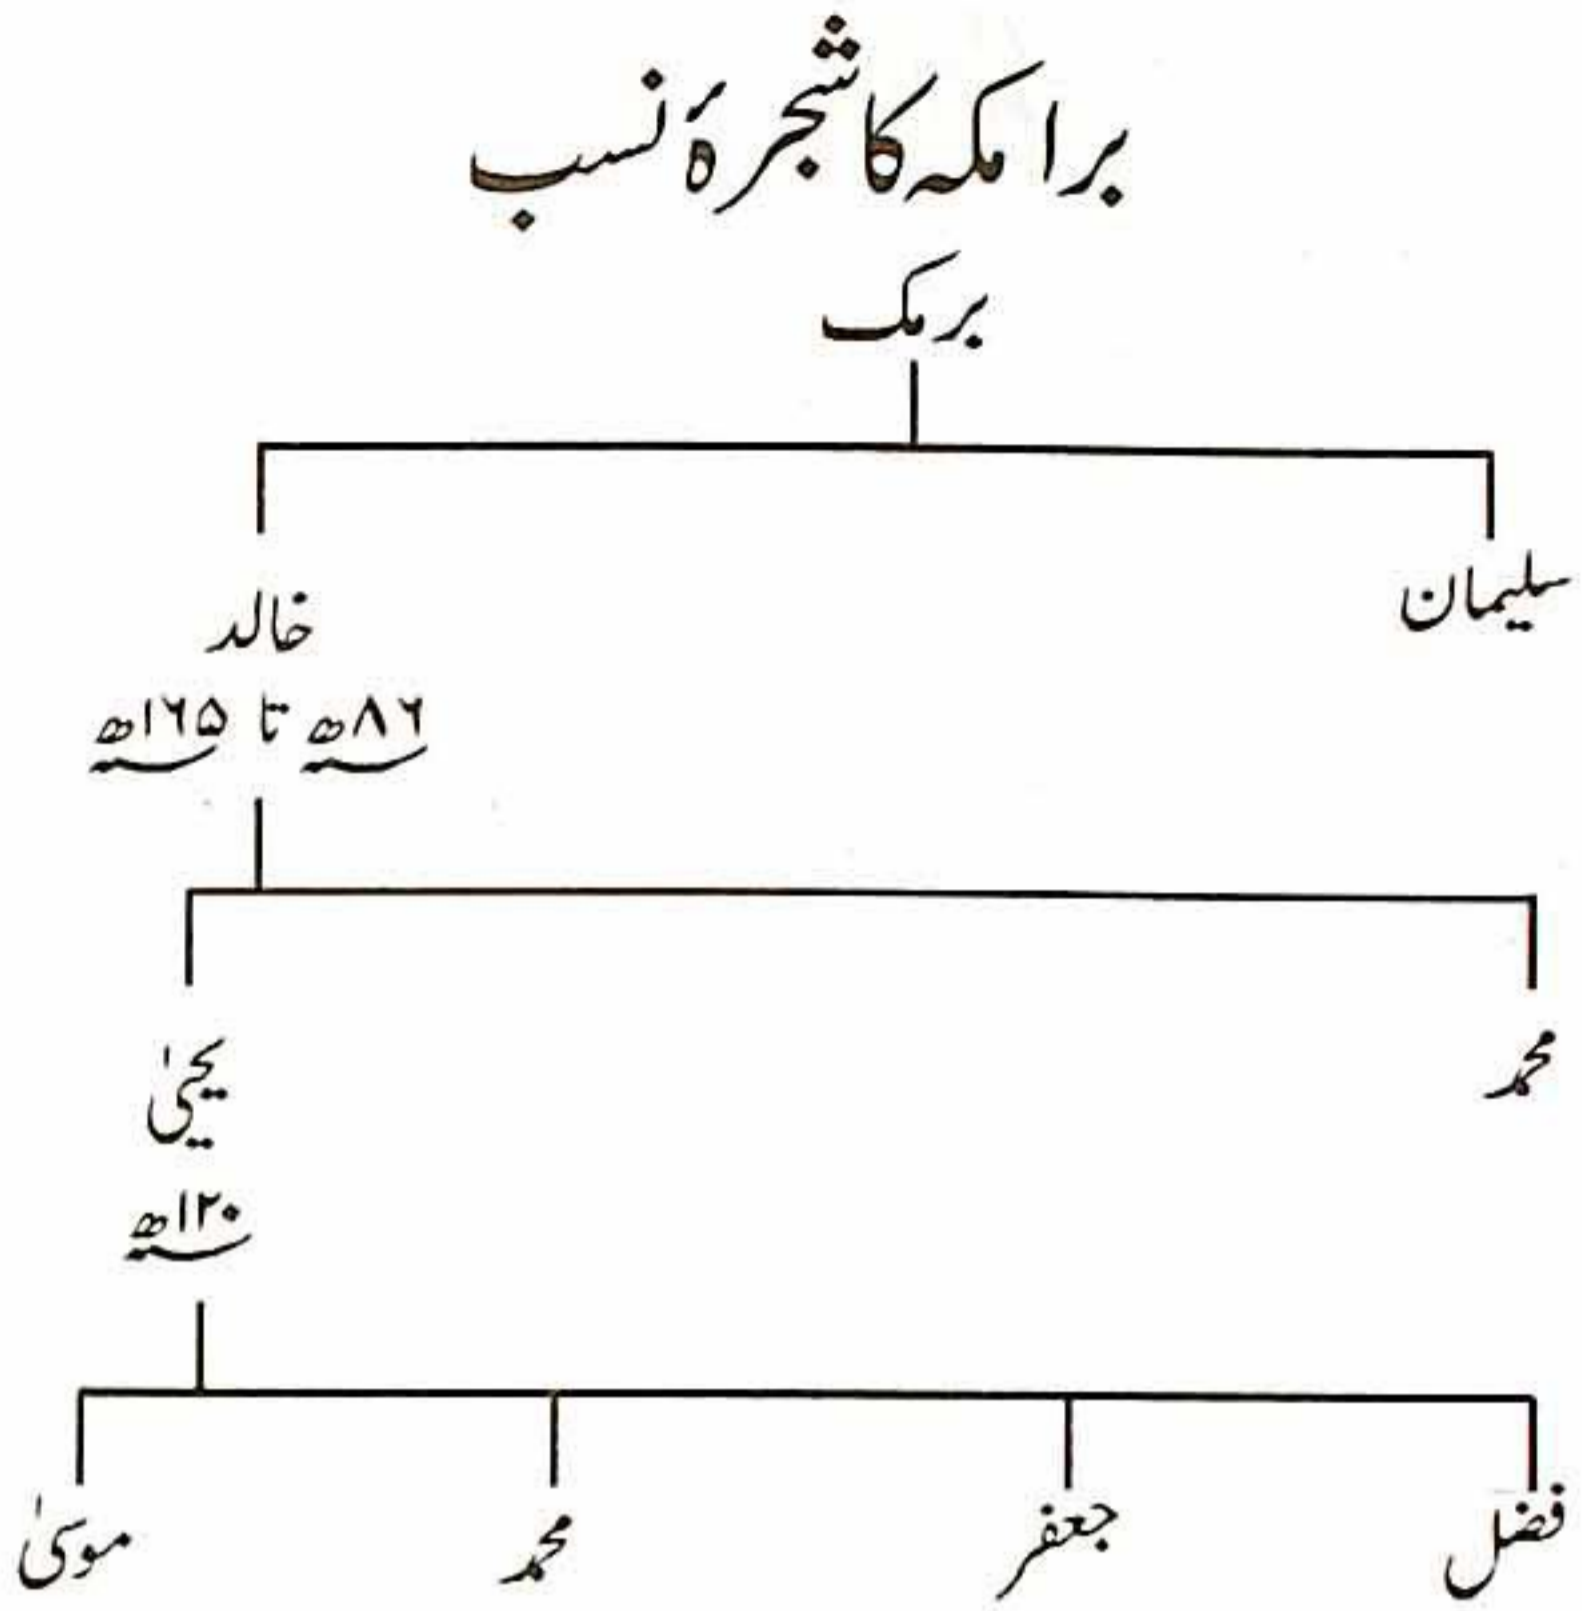 برامکہ کا شجرۂ نسب
برمک
سلیمان
خالد
۸۶ھ تا ۱۶۵ھ
محمد
یحییٰ
۱۲۰ھ
فضل جعفر محمد موسیٰ